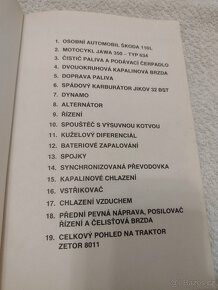 1. OSOBNÍ AUTOMOBIL ŠKODA 110L
2. MOTOCYKL JAWA 350 - TYP 634
3. ČISTIČ PALIVA A PODÁVACÍ ČERPADLO
4. DVOUOKRUHOVÁ KAPALINOVÁ BRZDA
5. DOPRAVA PALIVA
6. SPÁDOVÝ KARBURÁTOR JIKOV 32 DST
7. DYNAMO
8. ALTERNÁTOR
9. ŘÍZENÍ
10. SPOUŠTĚČ S VÝSUVNOU KOTVOU
11. KUŽELOVÝ DIFERENCIÁL
12. BATERIOVÉ ZAPALOVÁNÍ
13. SPOJKY
14. SYNCHRONIZOVANÁ PŘEVODOVKA
15. KAPALINOVÉ CHLAZENÍ
16. VSTŘIKOVAČ
17. CHLAZENÍ VZDUCHEM
18. PŘEDNÍ PEVNÁ NÁPRAVA, POSILOVAČ
ŘÍZENÍ A ČELISŤOVÁ BRZDA
19. CELKOVÝ POHLED NA TRAKTOR
ZETOR 8011